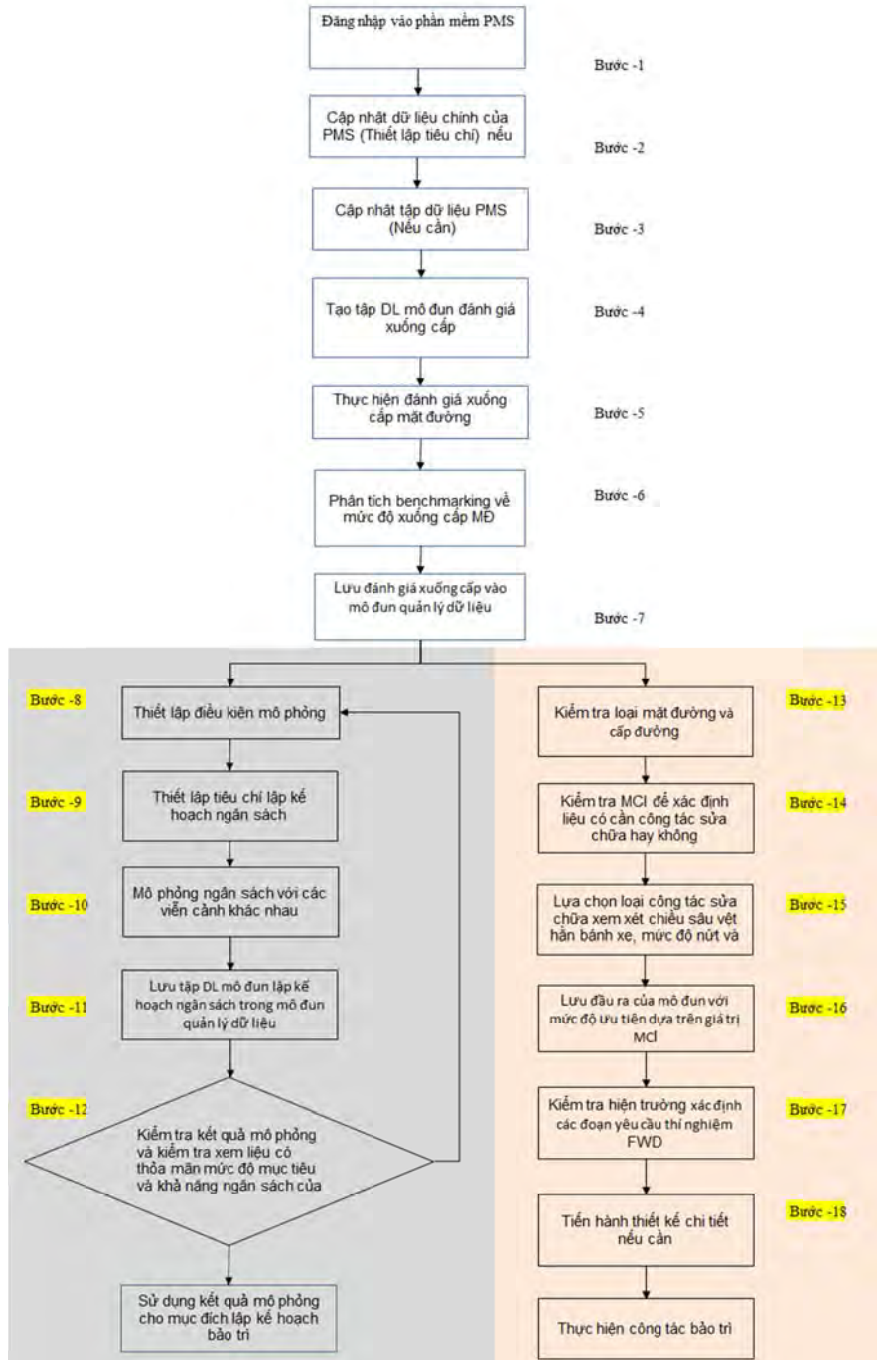 Đăng nhập vào phần mềm PMS
Bước -1
Cập nhật dữ liệu chính của
PMS (Thiết lập tiêu chí) nếu
Bước -2
Cập nhật tập dữ liệu PMS
(Nếu cần)
Bước -3
Tạo tập DL mô đun đánh giá
xuống cấp
Bước -4
Thực hiện đánh giá xuống
cấp mặt đường
Bước -5
Phân tích benchmarking về
mức độ xuống cấp MĐ
Bước -6
Lưu đánh giá xuống cấp vào
mô đun quản lý dữ liệu
Bước -7
Bước -8
Thiết lập điều kiện mô phỏng
Bước -9
Thiết lập tiêu chí lập kế
hoạch ngân sách
Bước -10
Mô phỏng ngân sách với các
viễn cảnh khác nhau
Bước -11
Lưu tập DL mô đun lập kế
hoạch ngân sách trong mô đun
quản lý dữ liệu
Bước -12
Kiểm tra kết quả mô phỏng
và kiểm tra xem liệu có
thỏa mãn mức độ mục tiêu
và khả năng ngân sách của
Sử dụng kết quả mô phỏng
cho mục đích lập kế hoạch
bảo trì
Kiểm tra loại mặt đường và
cấp đường
Bước -13
Kiểm tra MCI để xác định
liệu có cần công tác sửa
chữa hay không
Bước -14
Lựa chọn loại công tác sửa
chữa xem xét chiều sâu vệt
hằn bánh xe, mức độ nứt và
Bước -15
Lưu đầu ra của mô đun với
mức độ ưu tiên dựa trên giá trị
MCI
Bước -16
Kiểm tra hiện trường xác định
các đoạn yêu cầu thí nghiệm
FWD
Bước -17
Tiến hành thiết kế chi tiết
nếu cần
Bước -18
Thực hiện công tác bảo trì